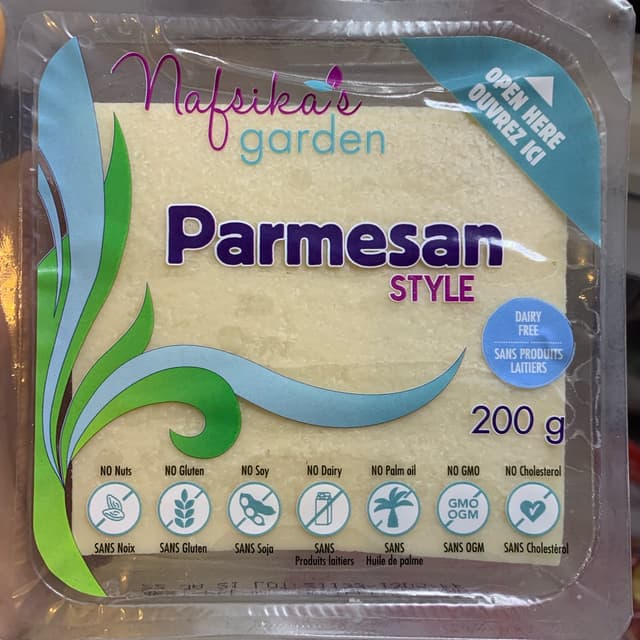 Nafsika's
garden
OPEN HERE
OUVREZ ICI
Parmesan
STYLE
DAIRY
FREE
SANS PRODUITS
LAITIERS
200 g
NO Nuts
SANS Noix
NO Gluten
SANS Gluten
NO Soy
SANS Soja
NO Dairy
SANS
Produits laitiers
NO Palm oil
SANS
Huile de palme
NO GMO
GMO
OGM
SANS OGM
NO Cholesterol
SANS Cholestérol